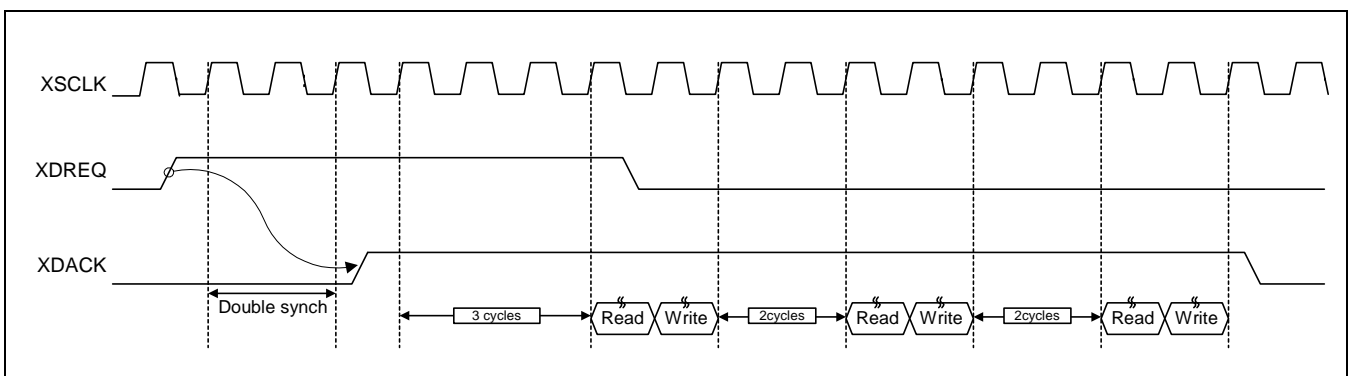 XSCLK
XDREQ
XDACK
Double synch
3 cycles
Read
Write
2cycles
Read
Write
2cycles
Read
Write